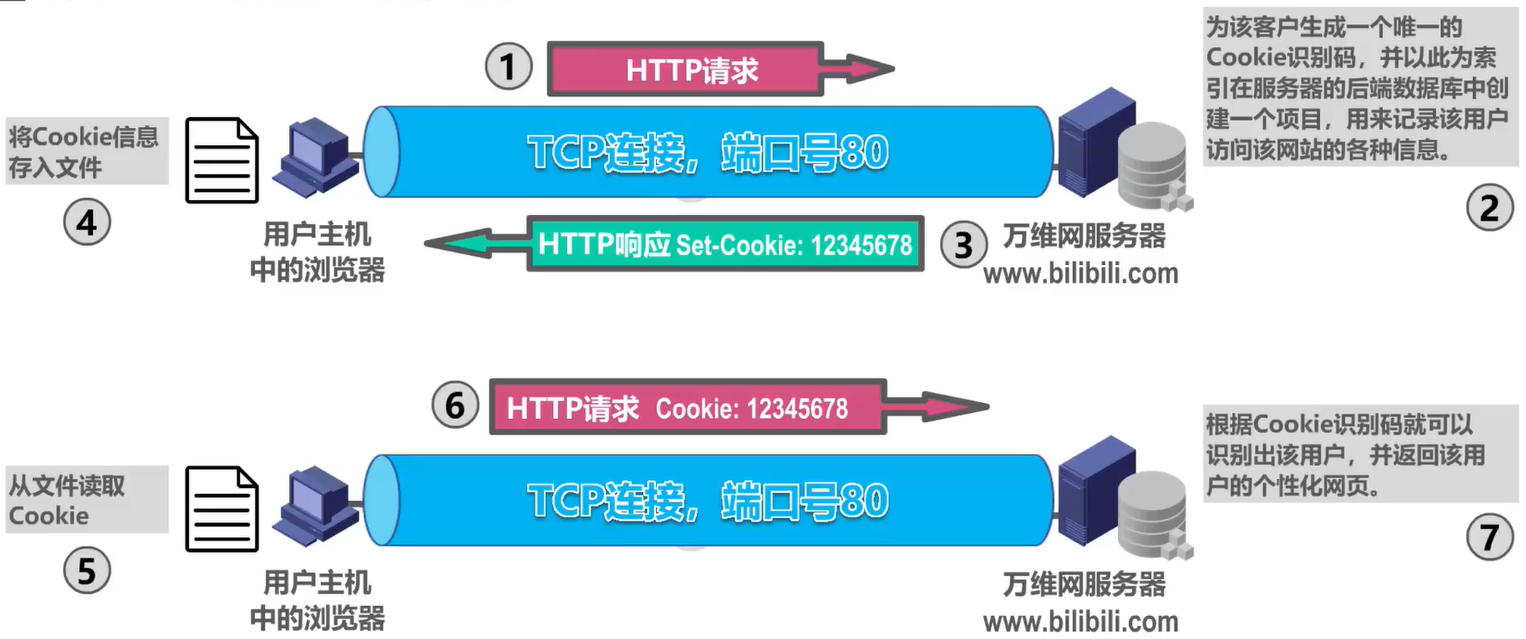 ①
HTTP请求
为该客户生成一个唯一的
Cookie识别码，并以此为索
引在服务器的后端数据库中创
建一个项目，用来记录该用户
访问该网站的各种信息。
②
将Cookie信息
存入文件
④
TCP连接，端口号80
用户主机
中的浏览器
HTTP响应 Set-Cookie: 12345678
③
万维网服务器
www.bilibili.com
⑥
HTTP请求 Cookie: 12345678
根据Cookie识别码就可以
识别出该用户，并返回该用
户的个性化网页。
⑦
从文件读取
Cookie
⑤
TCP连接，端口号80
用户主机
中的浏览器
万维网服务器
www.bilibili.com